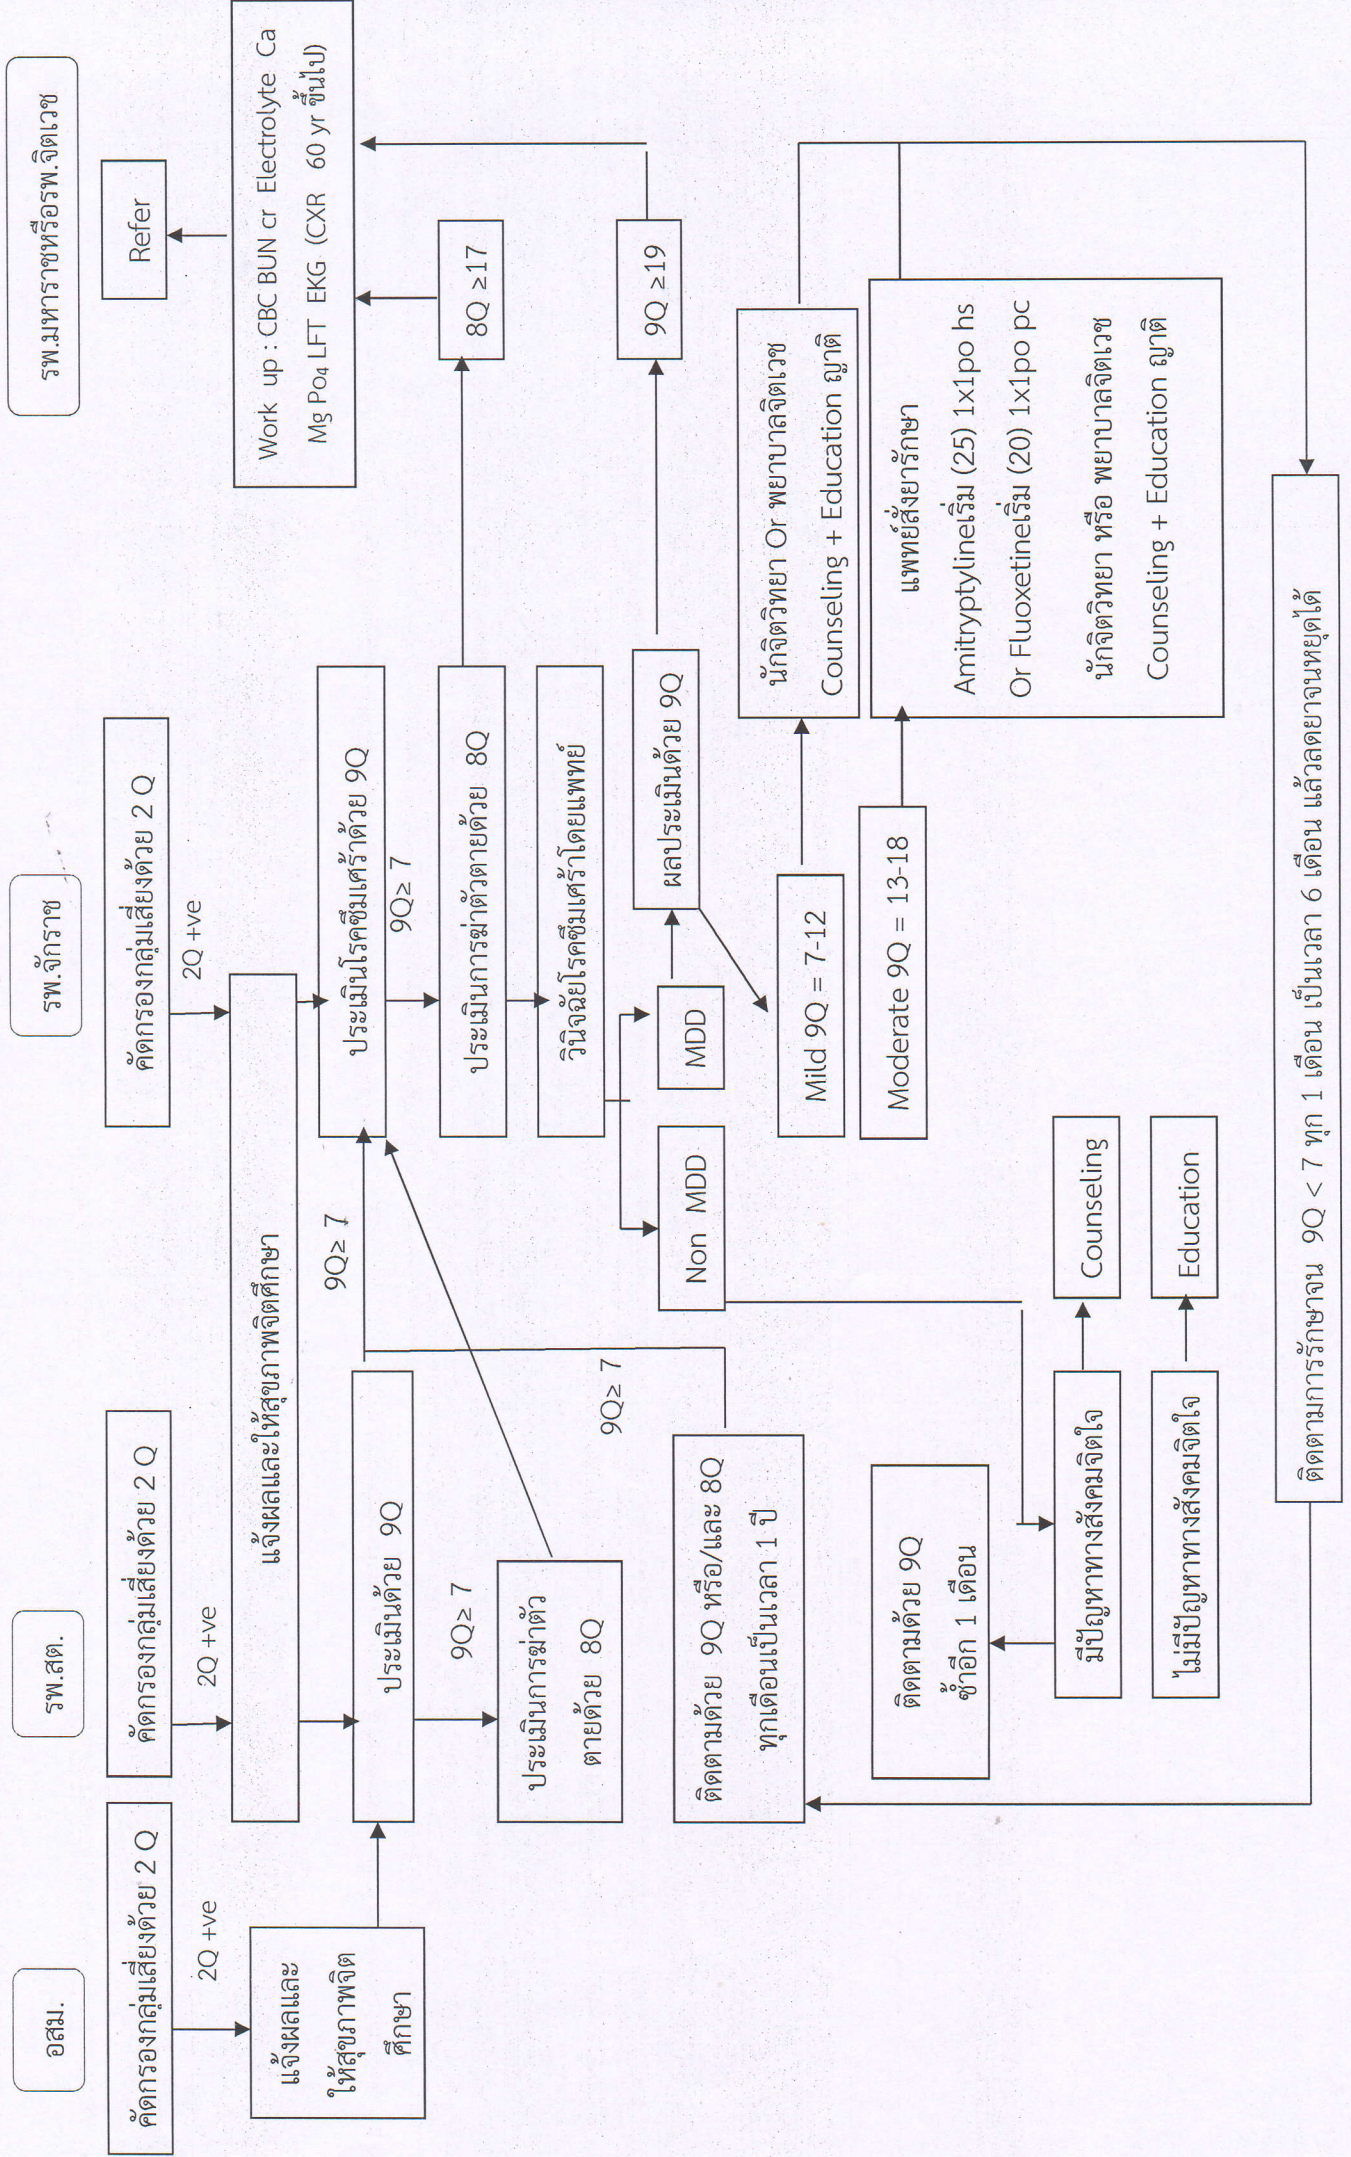 อสม.
รพ.สต.
รพ.จักราช
รพ.มหาราชหรือรพ.จิตเวช
คัดกรองกลุ่มเสี่ยงด้วย 2 Q
คัดกรองกลุ่มเสี่ยงด้วย 2 Q
คัดกรองกลุ่มเสี่ยงด้วย 2 Q
Refer
2Q +ve
2Q +ve
2Q +ve
แจ้งผลและ
ให้สุขภาพจิต
ศึกษา
แจ้งผลและให้สุขภาพจิตศึกษา
Work up : CBC BUN cr Electrolyte Ca
Mg Po4 LFT EKG (CXR 60 yr ขึ้นไป)
ประเมินด้วย 9Q
9Q≥ 7
ประเมินโรคซึมเศร้าด้วย 9Q
9Q≥ 7
9Q≥ 7
ประเมินการฆ่าตัว
ตายด้วย 8Q
ประเมินการฆ่าตัวตายด้วย 8Q
8Q ≥17
วินิจฉัยโรคซึมเศร้าโดยแพทย์
9Q≥ 7
ติดตามด้วย 9Q หรือ/และ 8Q
ทุกเดือนเป็นเวลา 1 ปี
Non MDD
MDD
ผลประเมินด้วย 9Q
9Q ≥19
Mild 9Q = 7-12
นักจิตวิทยา Or พยาบาลจิตเวช
Counseling + Education ญาติ
ติดตามด้วย 9Q
ซ้ำอีก 1 เดือน
Moderate 9Q = 13-18
แพทย์สั่งยารักษา
Amitryptylineเริ่ม (25) 1x1po hs
Or Fluoxetineเริ่ม (20) 1x1po pc
นักจิตวิทยา หรือ พยาบาลจิตเวช
Counseling + Education ญาติ
มีปัญหาทางสังคมจิตใจ
Counseling
ไม่มีปัญหาทางสังคมจิตใจ
Education
ติดตามการรักษาจน 9Q < 7 ทุก 1 เดือน เป็นเวลา 6 เดือน แล้วลดยาจนหยุดได้